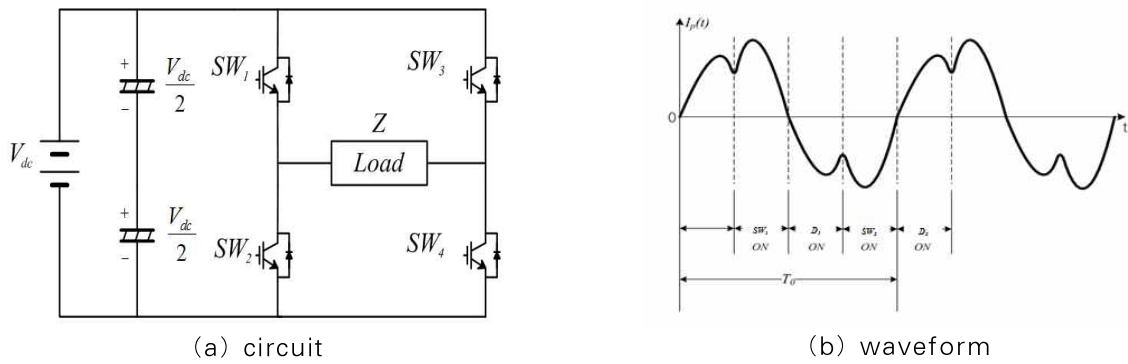 +
V_dc/2
-
V_dc
+
V_dc/2
-
SW_1
SW_3
Z
Load
SW_2
SW_4
(a) circuit
I_p(t)
0
t
SW_1 D_1 SW_2 D_2
ON ON ON ON
T_0
(b) waveform